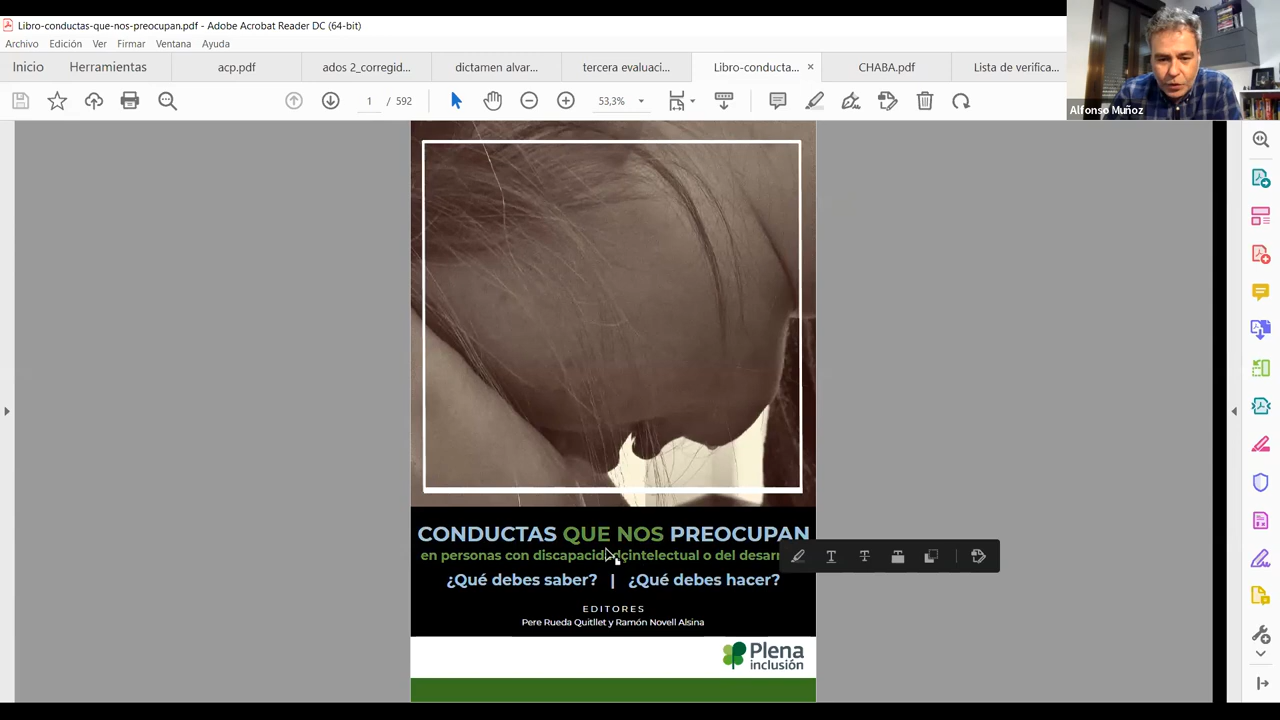 Libro-conductas-que-nos-preocupan.pdf - Adobe Acrobat Reader DC (64-bit)
Archivo Edición Ver Firmar Ventana Ayuda
Inicio Herramientas acp.pdf ados 2_corregid... dictamen alvar... tercera evaluaci... Libro-conducta... × CHABA.pdf Lista de verifica...
1 / 595 53,3%
Alfonso Muñoz
CONDUCTAS QUE NOS PREOCUPAN
en personas con discapacidad intelectual o del
¿Qué debes saber? | ¿Qué debes hacer?
EDITORES
Pere Rueda Quitllet y Ramón Novell Alsina
Plena
inclusión